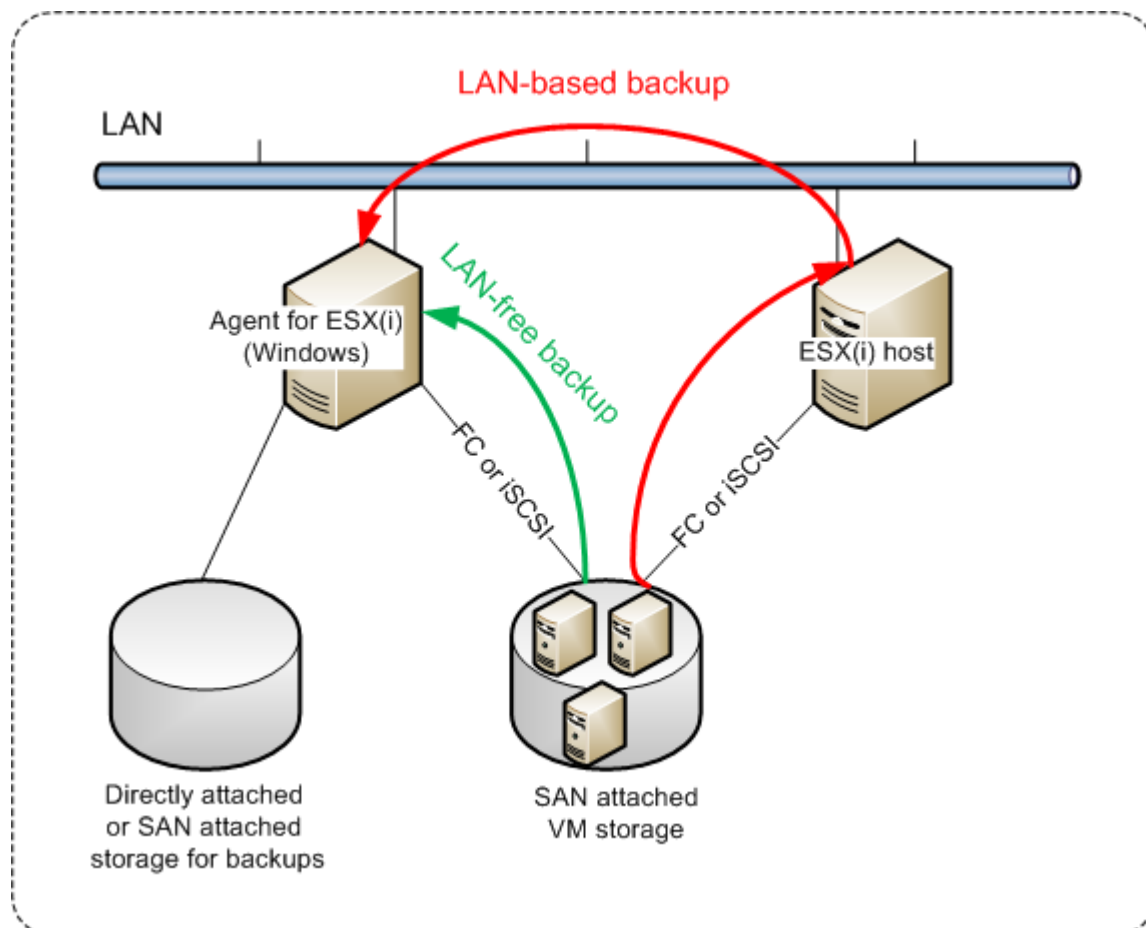 LAN-based backup
LAN
LAN-free backup
Agent for ESX(i)
(Windows)
ESX(i) host
FC or iSCSI
FC or iSCSI
Directly attached
or SAN attached
storage for backups
SAN attached
VM storage